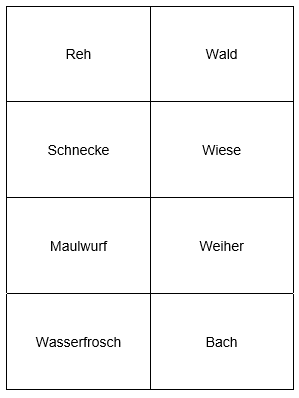 Reh Wald
Schnecke Wiese
Maulwurf Weiher
Wasserfrosch Bach